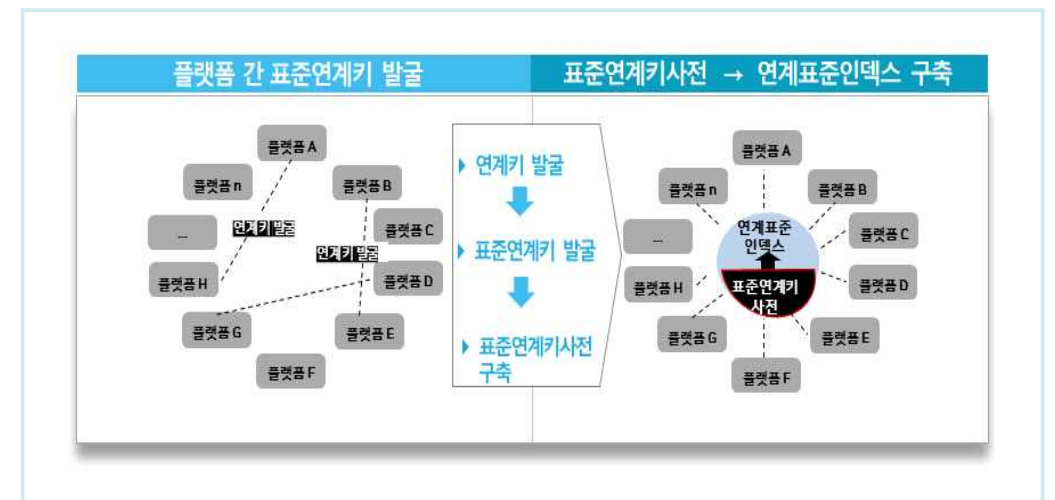 플랫폼 간 표준연계키 발굴
표준연계키사전 → 연계표준인덱스 구축
플랫폼 A
플랫폼 n
플랫폼 B
...
연계키 발굴
플랫폼 C
연계키 발굴
플랫폼 H
플랫폼 D
플랫폼 G
플랫폼 E
플랫폼 F
연계키 발굴
표준연계키 발굴
표준연계키사전
구축
플랫폼 A
플랫폼 n
플랫폼 B
...
연계표준
인덱스
플랫폼 C
플랫폼 H
표준연계키
사전
플랫폼 D
플랫폼 G
플랫폼 E
플랫폼 F